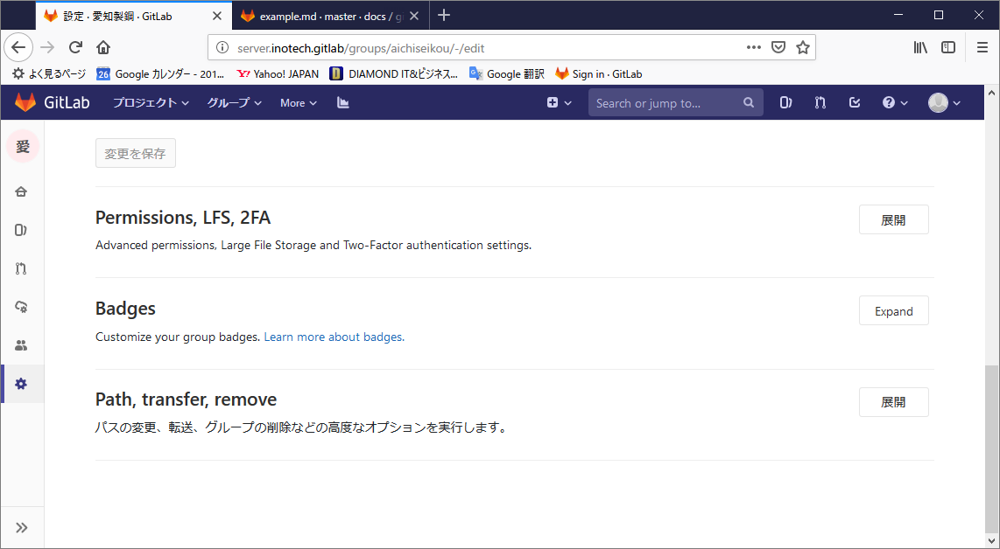 設定 · 愛知製鋼 · GitLab
example.md · master · docs / g
server.inotech.gitlab/groups/aichiseikou/-/edit
よく見るページ
26 Google カレンダー - 201...
Yahoo! JAPAN
DIAMOND IT&ビジネス...
Google 翻訳
Sign in · GitLab
GitLab プロジェクト グループ More Search or jump to...
愛
変更を保存
Permissions, LFS, 2FA
展開
Advanced permissions, Large File Storage and Two-Factor authentication settings.
Badges
Expand
Customize your group badges. Learn more about badges.
Path, transfer, remove
展開
パスの変更、転送、グループの削除などの高度なオプションを実行します。